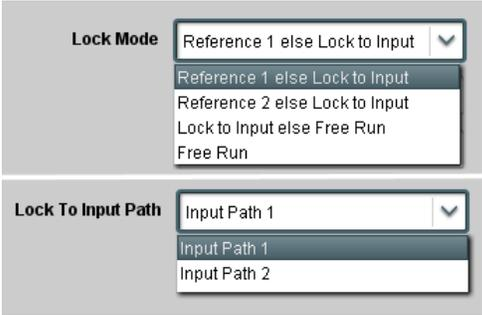 Lock Mode Reference 1 else Lock to Input
Reference 1 else Lock to Input
Reference 2 else Lock to Input
Lock to Input else Free Run
Free Run
Lock To Input Path Input Path 1
Input Path 1
Input Path 2